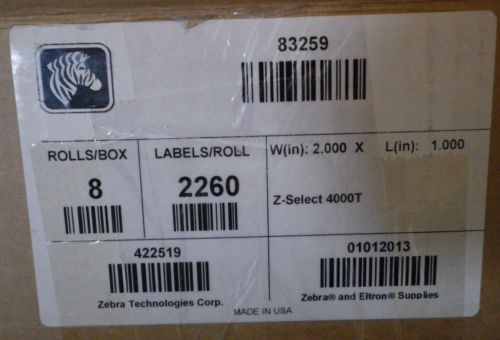 83259
ROLLS/BOX
8
LABELS/ROLL
2260
W(in): 2.000 X L(in): 1.000
Z-Select 4000T
422519
Zebra Technologies Corp.
01012013
Zebra® and Eltron® Supplies
MADE IN USA